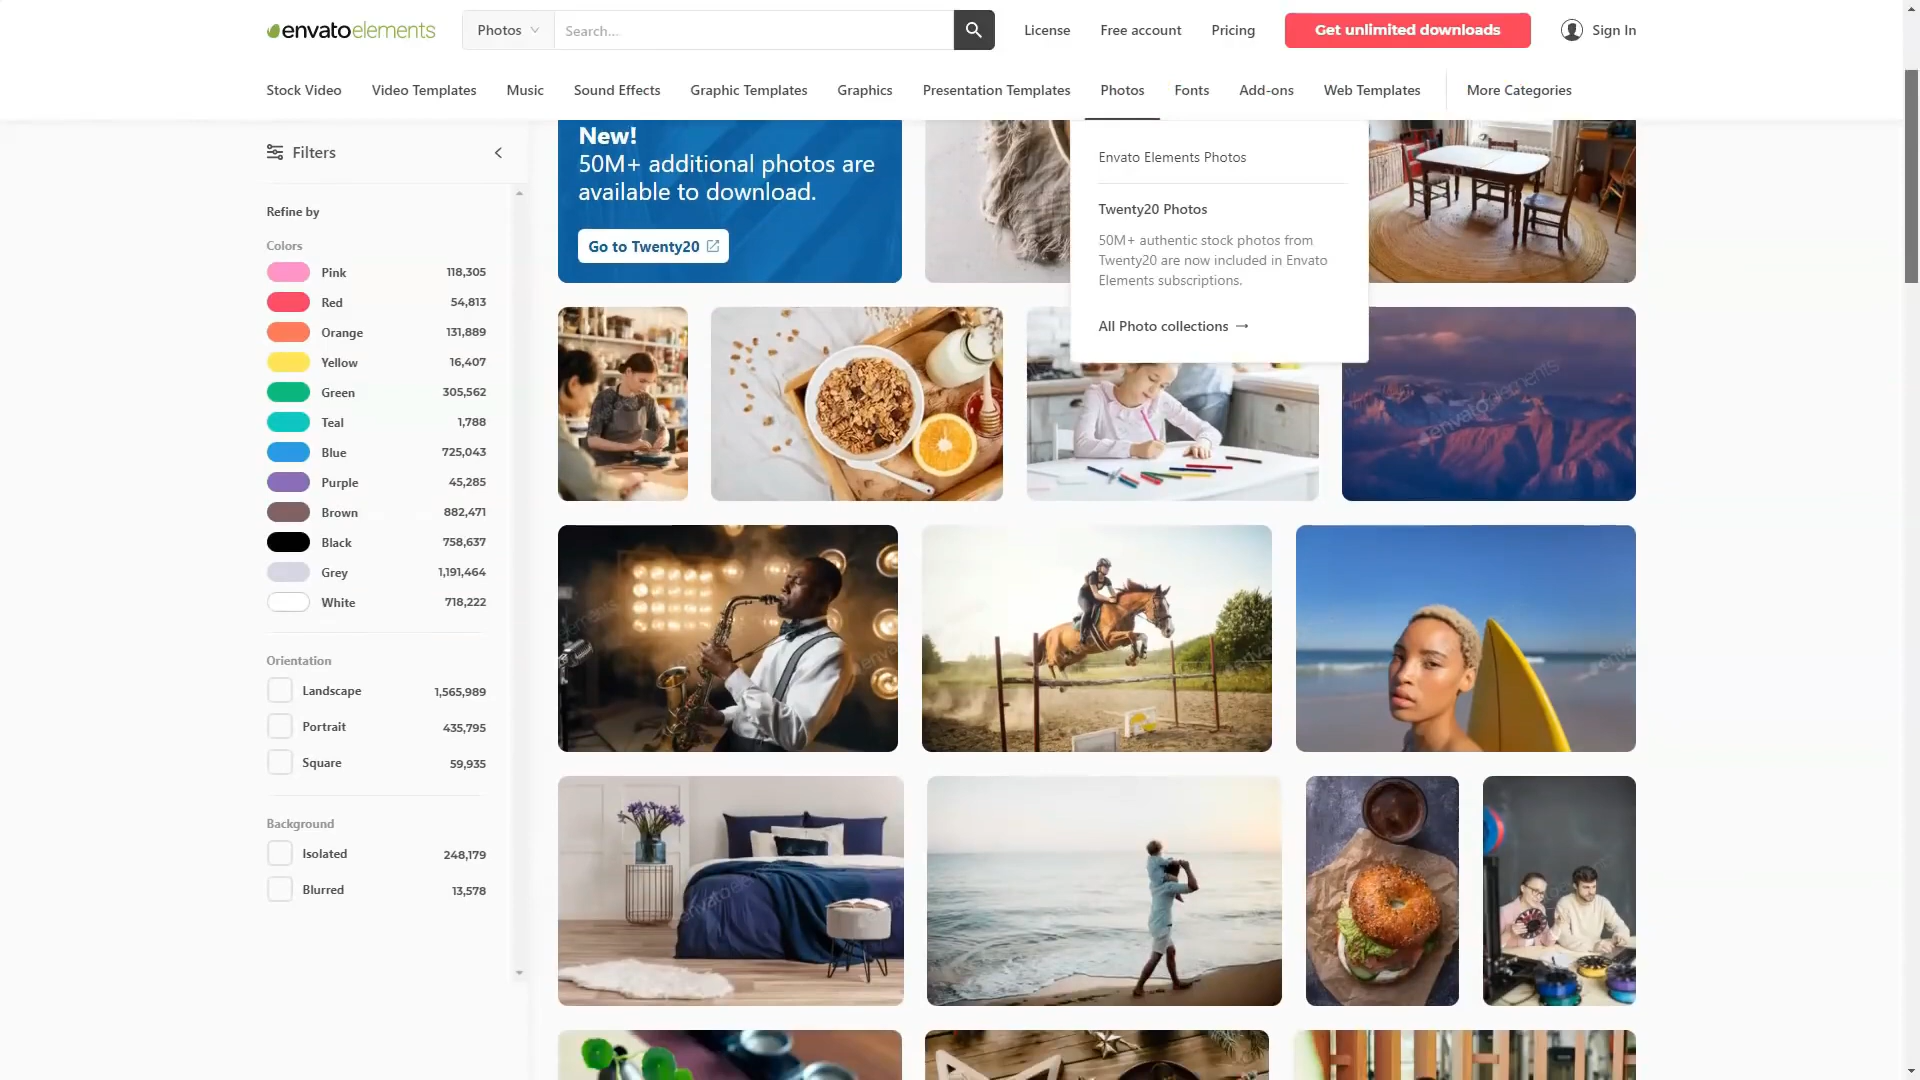 envatoelements
Photos
Search...
License
Free account
Pricing
Get unlimited downloads
Sign In
Stock Video
Video Templates
Music
Sound Effects
Graphic Templates
Graphics
Presentation Templates
Photos
Fonts
Add-ons
Web Templates
More Categories
Filters
Refine by
Colors
Pink 118,305
Red 54,813
Orange 131,889
Yellow 16,407
Green 305,562
Teal 1,788
Blue 725,043
Purple 45,285
Brown 882,471
Black 758,637
Grey 1,191,464
White 718,222
Orientation
Landscape 1,565,989
Portrait 435,795
Square 59,935
Background
Isolated 248,179
Blurred 13,578
New!
50M+ additional photos are
available to download.
Go to Twenty20
Envato Elements Photos
Twenty20 Photos
50M+ authentic stock photos from
Twenty20 are now included in Envato
Elements subscriptions.
All Photo collections →
envatoelements